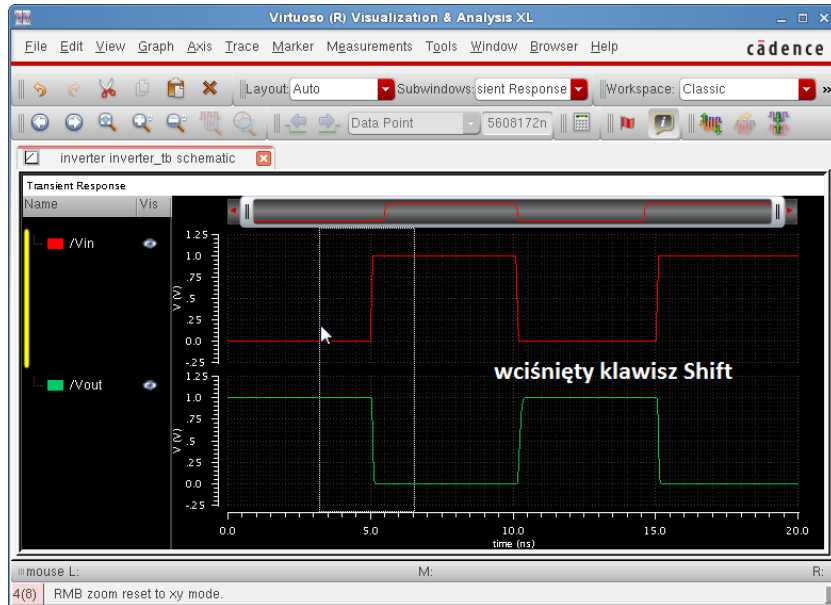 Virtuoso (R) Visualization & Analysis XL
File Edit View Graph Axis Trace Marker Measurements Tools Window Browser Help cādence
Layout: Auto Subwindows: sient Response Workspace: Classic »
Data Point 5608172n
inverter inverter_tb schematic
Transient Response
Name Vis
/Vin
1.25
1.0
.75
.5
.25
0.0
-.25
V (V)
wciśnięty klawisz Shift
/Vout
1.25
1.0
.75
.5
.25
0.0
-.25
V (V)
0.0 5.0 10.0 15.0 20.0
time (ns)
mouse L: M: R:
4(8) RMB zoom reset to xy mode.